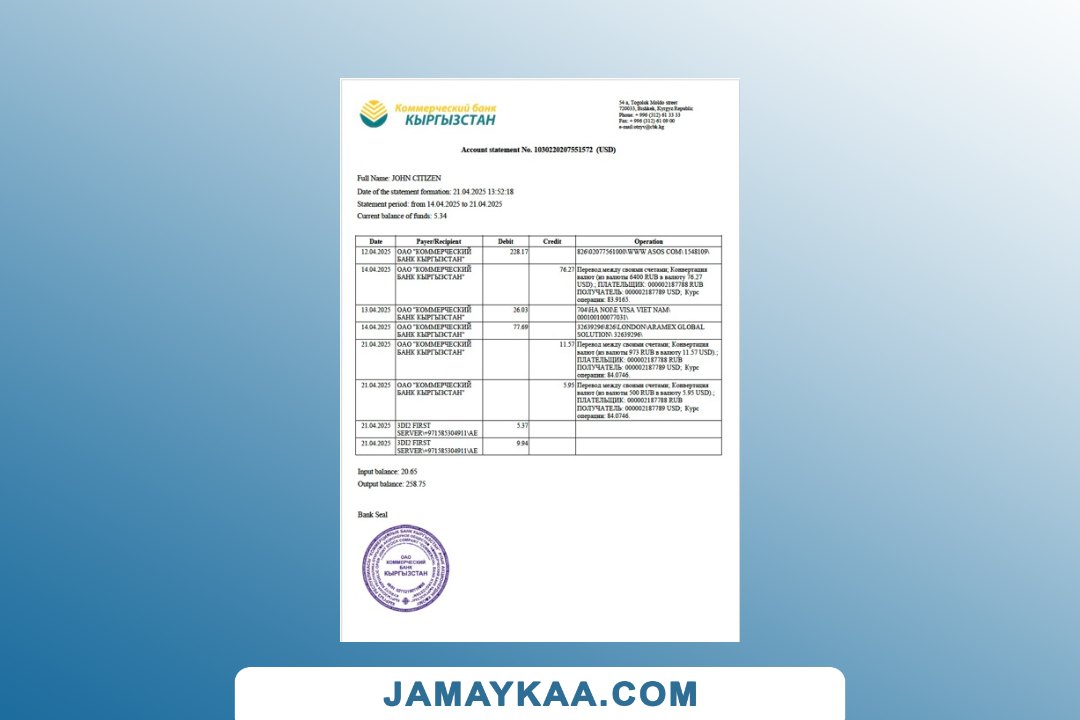 Коммерческий банк
КЫРГЫЗСТАН
54 a, Togolok Moldo street
720033, Bishkek, Kyrgyz Republic
Phone: + 996 (312) 61 33 33
Fax: + 996 (312) 61 00 00
Account statement No. 1030220207551572 (USD)
Full Name: JOHN CITIZEN
Date of the statement formation: 21.04.2025 13:52:18
Statement period: from 14.04.2025 to 21.04.2025
Current balance of funds: 5.34
Date Payer/Recipient Debit Credit Operation
12.04.2025 ОАО "КОММЕРЧЕСКИЙ 228.17 826\02077561000\WWW ASOS COM\ 1548109\
БАНК КЫРГЫЗСТАН"
14.04.2025 ОАО "КОММЕРЧЕСКИЙ 76.27 Перевод между своими счетами; Конвертация
БАНК КЫРГЫЗСТАН" валют (из валюты 6400 RUB в валюту 76.27
USD).; ПЛАТЕЛЬЩИК: 000002187788 RUB
ПОЛУЧАТЕЛЬ: 000002187789 USD; Курс
операции: 83.9163.
13.04.2025 ОАО "КОММЕРЧЕСКИЙ 26.03 704\HA NOI\E VISA VIET NAM\
БАНК КЫРГЫЗСТАН" 000100100077031\
14.04.2025 ОАО "КОММЕРЧЕСКИЙ 77.69 32639296\826\LONDON\ARAMEX GLOBAL
БАНК КЫРГЫЗСТАН" SOLUTION\ 32639296\
21.04.2025 ОАО "КОММЕРЧЕСКИЙ 11.57 Перевод между своими счетами; Конвертация
БАНК КЫРГЫЗСТАН" валют (из валюты 973 RUB в валюту 11.57 USD).;
ПЛАТЕЛЬЩИК: 000002187788 RUB
ПОЛУЧАТЕЛЬ: 000002187789 USD; Курс
операции: 84.0746.
21.04.2025 ОАО "КОММЕРЧЕСКИЙ 5.95 Перевод между своими счетами; Конвертация
БАНК КЫРГЫЗСТАН" валют (из валюты 500 RUB в валюту 5.95 USD).;
ПЛАТЕЛЬЩИК: 000002187788 RUB
ПОЛУЧАТЕЛЬ: 000002187789 USD; Курс
операции: 84.0746.
21.04.2025 3DI2 FIRST 5.37
SERVER\+971585304911\AE
21.04.2025 3DI2 FIRST 9.94
SERVER\+971585304911\AE
Input balance: 20.65
Output balance: 258.75
Bank Seal
ОАО
КОММЕРЧЕСКИЙ
БАНК
КЫРГЫЗСТАН
JAMAYKAA.COM